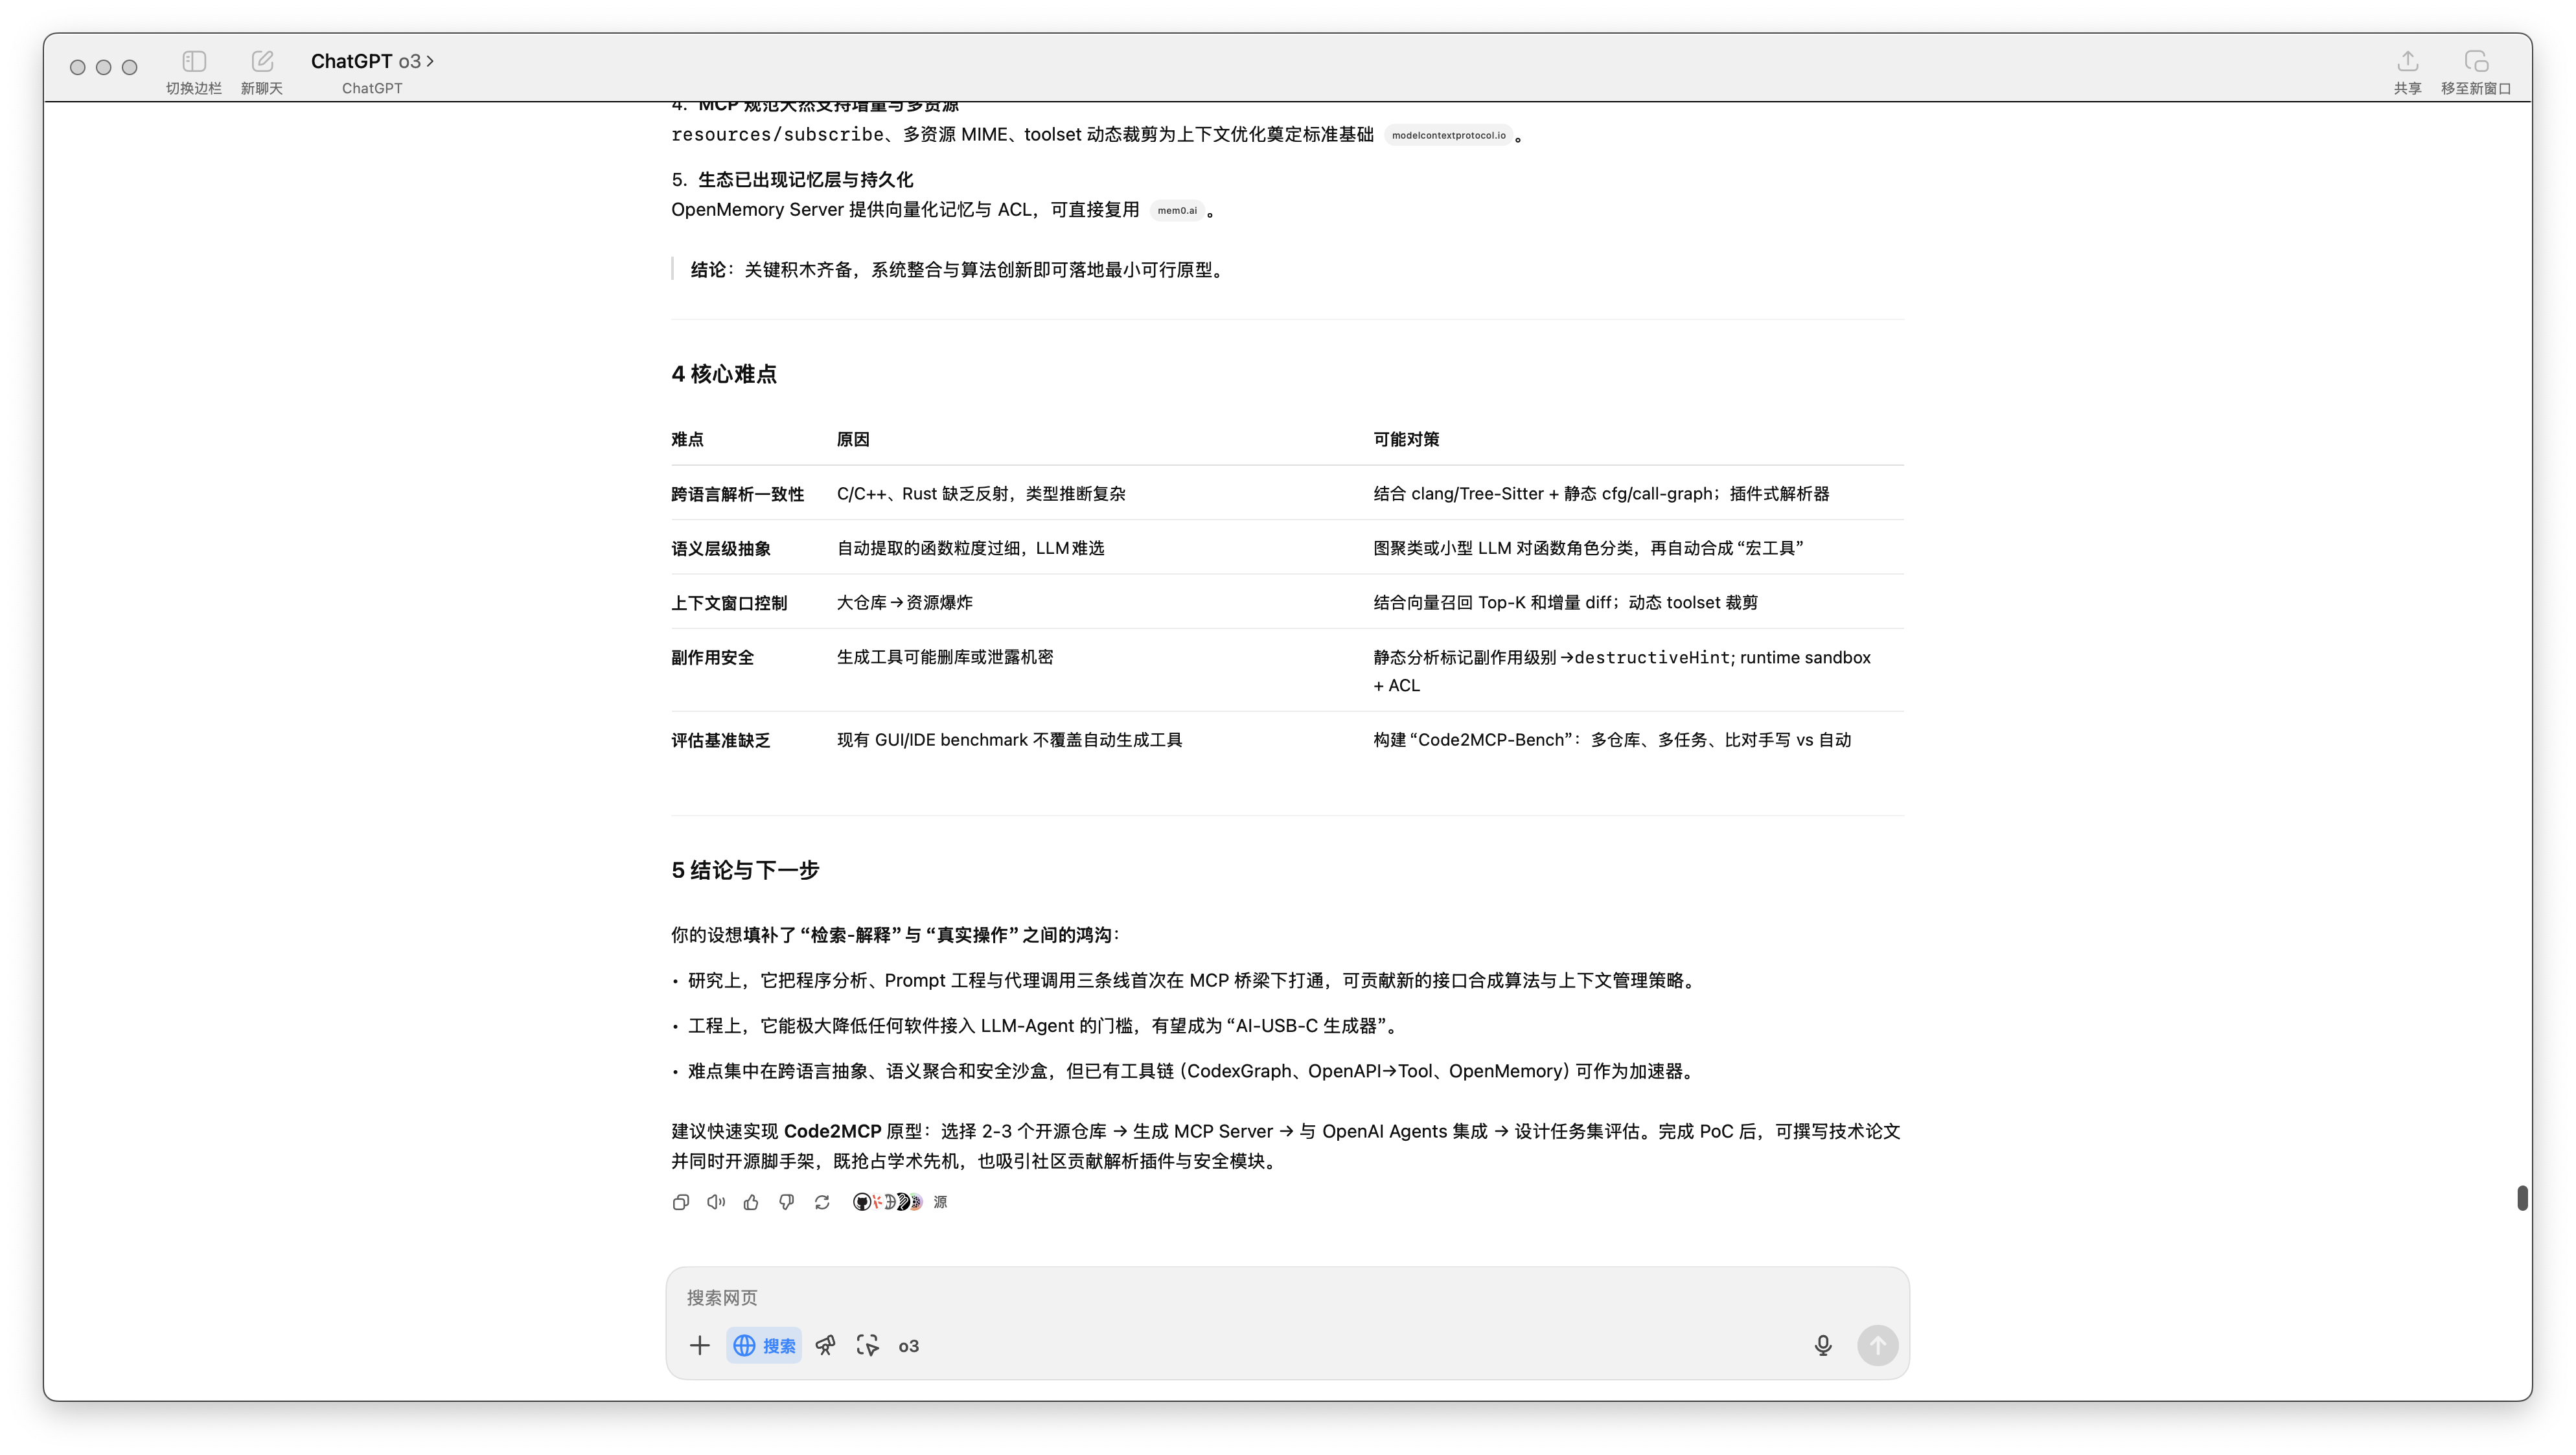 ChatGPT o3
切换边栏
新聊天
ChatGPT
共享
移至新窗口
4. MCP 规范天然支持增量与多资源
resources/subscribe、多资源 MIME、toolset 动态裁剪为上下文优化奠定标准基础 modelcontextprotocol.io 。
5. 生态已出现记忆层与持久化
OpenMemory Server 提供向量化记忆与 ACL，可直接复用 mem0.ai 。
结论：关键积木齐备，系统整合与算法创新即可落地最小可行原型。
4 核心难点
难点 原因 可能对策
跨语言解析一致性 C/C++、Rust 缺乏反射，类型推断复杂 结合 clang/Tree-Sitter + 静态 cfg/call-graph；插件式解析器
语义层级抽象 自动提取的函数粒度过细，LLM难选 图聚类或小型 LLM 对函数角色分类，再自动合成“宏工具”
上下文窗口控制 大仓库→资源爆炸 结合向量召回 Top-K 和增量 diff；动态 toolset 裁剪
副作用安全 生成工具可能删库或泄露机密 静态分析标记副作用级别→destructiveHint; runtime sandbox
+ ACL
评估基准缺乏 现有 GUI/IDE benchmark 不覆盖自动生成工具 构建“Code2MCP-Bench”：多仓库、多任务、比对手写 vs 自动
5 结论与下一步
你的设想填补了“检索-解释”与“真实操作”之间的鸿沟：
• 研究上，它把程序分析、Prompt 工程与代理调用三条线首次在 MCP 桥梁下打通，可贡献新的接口合成算法与上下文管理策略。
• 工程上，它能极大降低任何软件接入 LLM-Agent 的门槛，有望成为“AI-USB-C 生成器”。
• 难点集中在跨语言抽象、语义聚合和安全沙盒，但已有工具链 (CodexGraph、OpenAPI→Tool、OpenMemory) 可作为加速器。
建议快速实现 Code2MCP 原型：选择 2-3 个开源仓库 → 生成 MCP Server → 与 OpenAI Agents 集成 → 设计任务集评估。完成 PoC 后，可撰写技术论文
并同时开源脚手架，既抢占学术先机，也吸引社区贡献解析插件与安全模块。
源
搜索网页
搜索
o3